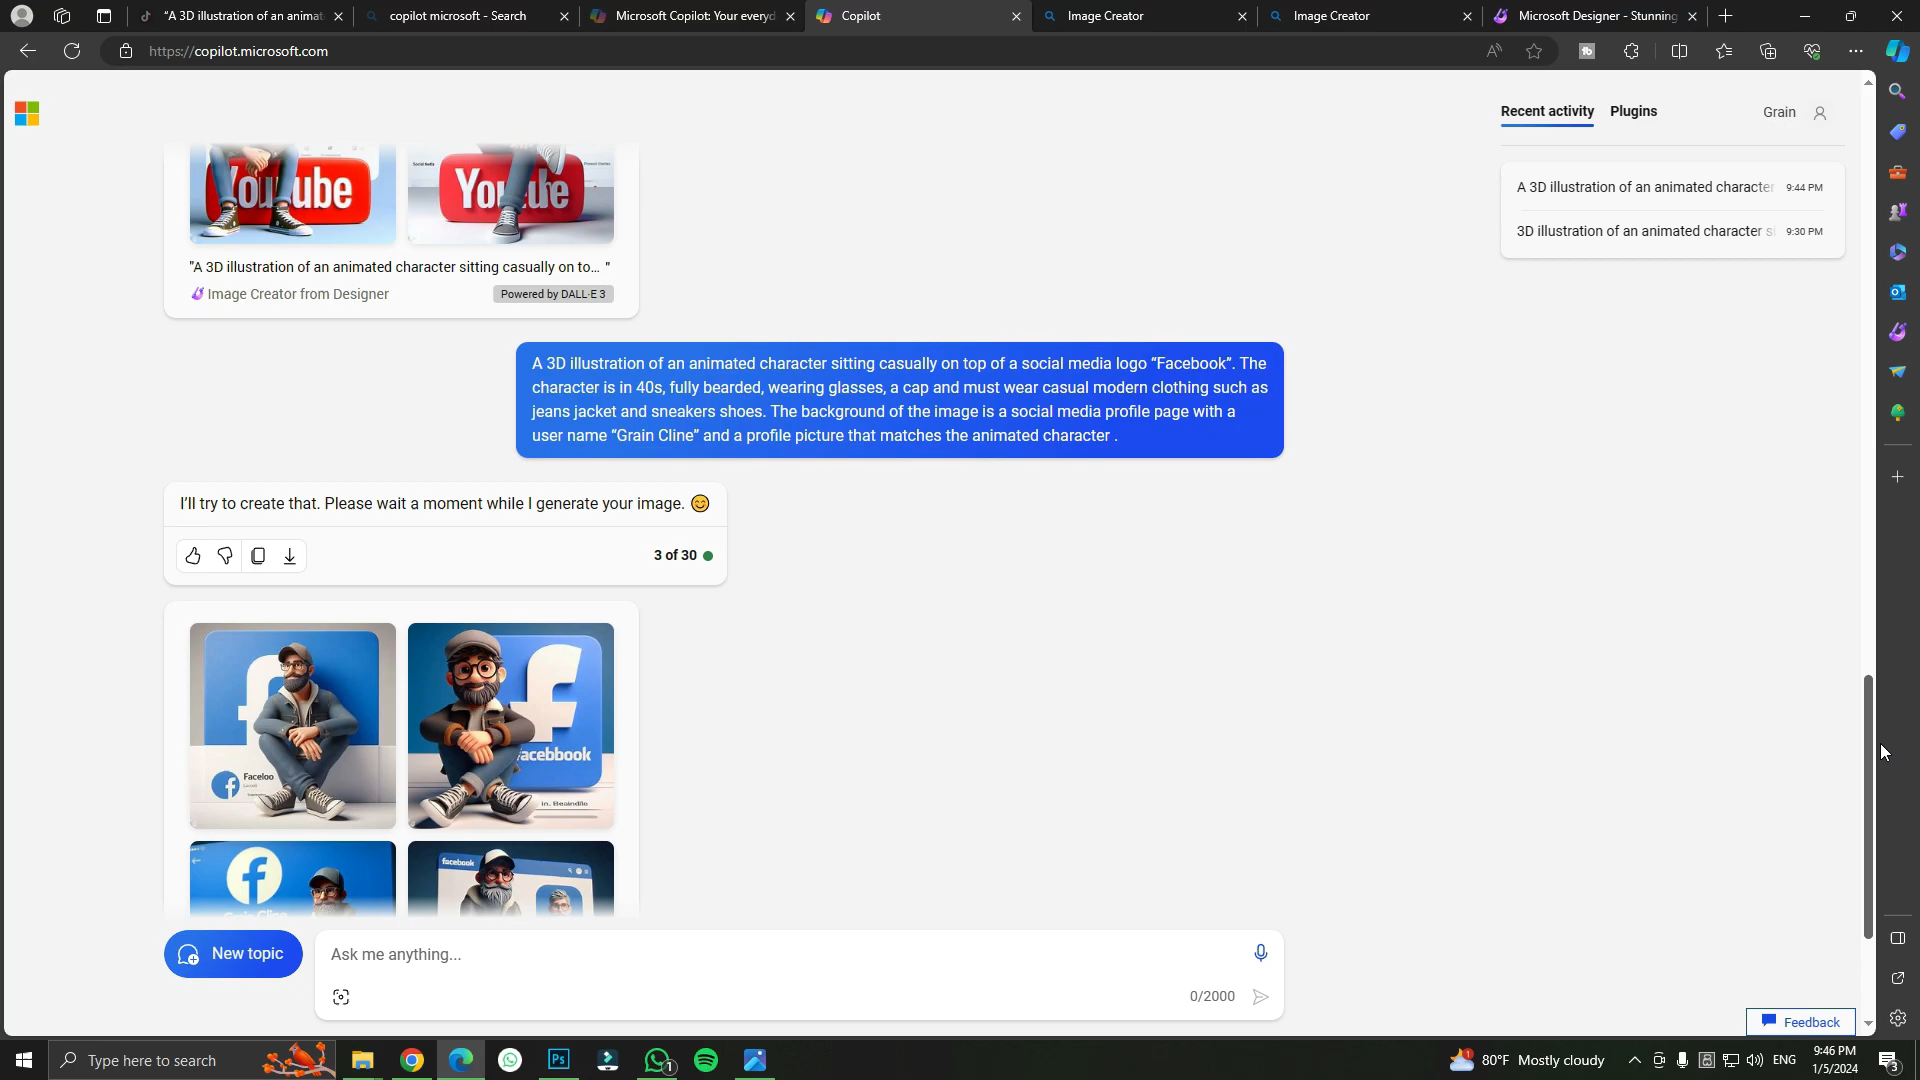 "A 3D illustration of an animat
copilot microsoft - Search
Microsoft Copilot: Your everyd
Copilot
Image Creator
Image Creator
Microsoft Designer - Stunning
https://copilot.microsoft.com
Recent activity
Plugins
Grain
A 3D illustration of an animated character
9:44 PM
3D illustration of an animated character si
9:30 PM
"A 3D illustration of an animated character sitting casually on to... "
Image Creator from Designer
Powered by DALL·E 3
A 3D illustration of an animated character sitting casually on top of a social media logo “Facebook”. The
character is in 40s, fully bearded, wearing glasses, a cap and must wear casual modern clothing such as
jeans jacket and sneakers shoes. The background of the image is a social media profile page with a
user name “Grain Cline” and a profile picture that matches the animated character .
I'll try to create that. Please wait a moment while I generate your image. 😊
3 of 30
Faceloo
acebbook
in. Beaindlo
facebook
New topic
Ask me anything...
0/2000
Feedback
Type here to search
Ps
1
80°F Mostly cloudy
ENG
9:46 PM
1/5/2024
3